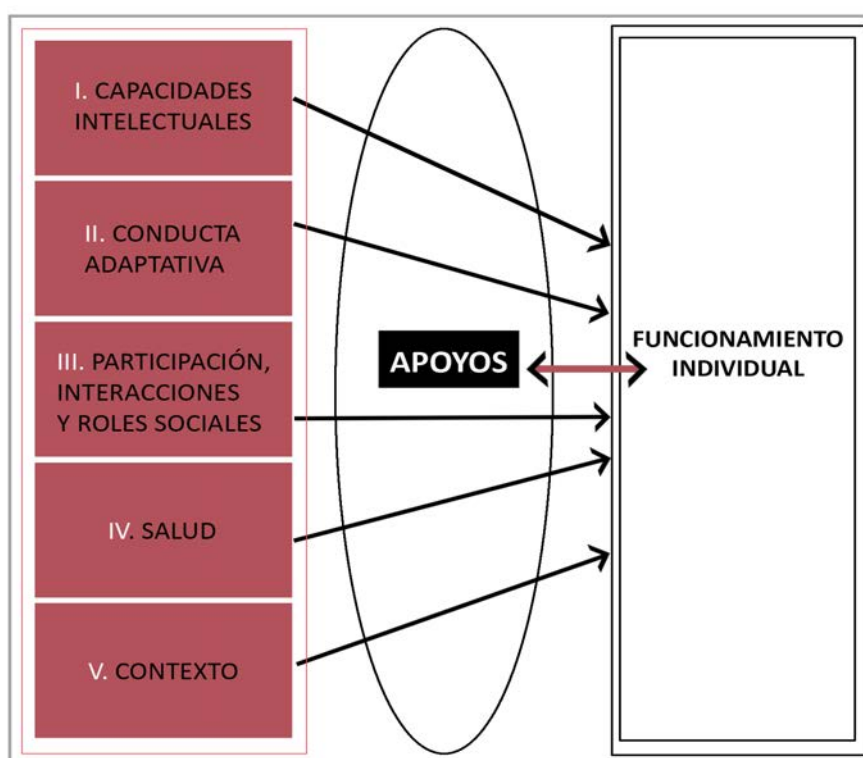 I. CAPACIDADES
INTELECTUALES
II. CONDUCTA
ADAPTATIVA
III. PARTICIPACIÓN,
INTERACCIONES
Y ROLES SOCIALES
IV. SALUD
V. CONTEXTO
APOYOS
FUNCIONAMIENTO
INDIVIDUAL